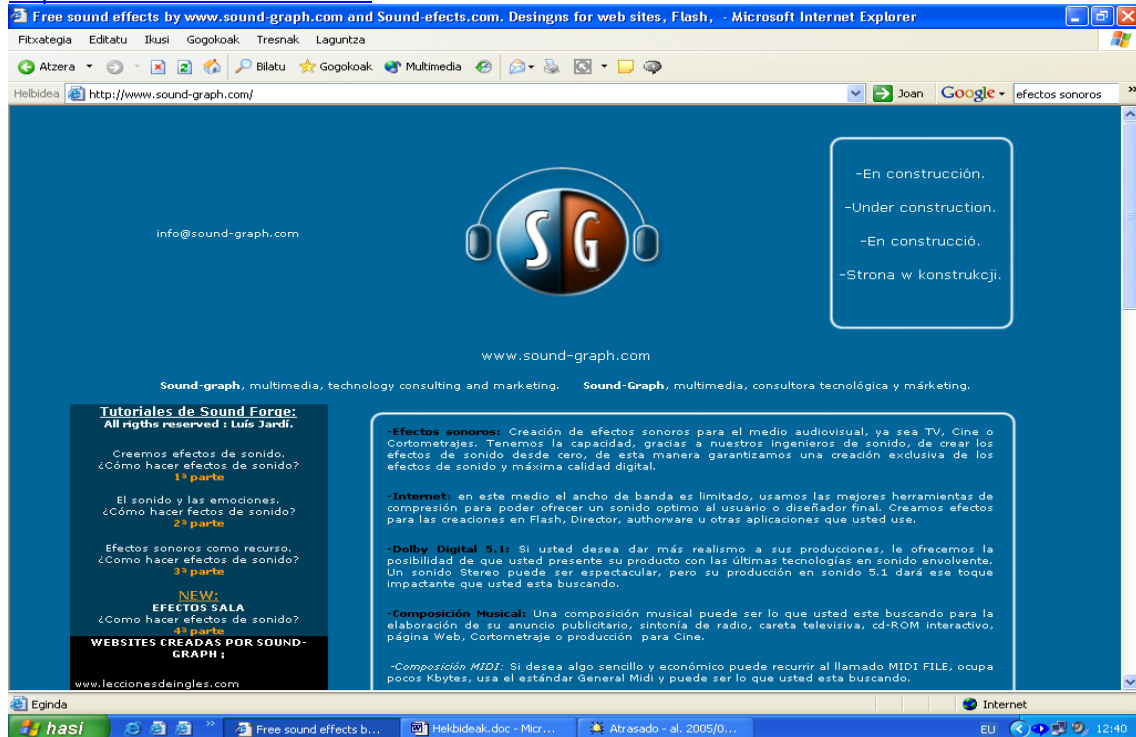 Free sound effects by www.sound-graph.com and Sound-efects.com. Desingns for web sites, Flash, - Microsoft Internet Explorer
Fitxategia Editatu Ikusi Gogokoak Tresnak Laguntza
Atzera Bilatu Gogokoak Multimedia
Helbidea http://www.sound-graph.com/ Joan Google efectos sonoros »
-En construcción.
-Under construction.
-En construcció.
-Strona w konstrukcji.
info@sound-graph.com
SG
www.sound-graph.com
Sound-graph, multimedia, technology consulting and marketing. Sound-Graph, multimedia, consultora tecnológica y márketing.
Tutoriales de Sound Forge:
All rigths reserved : Luís Jardí.
Creemos efectos de sonido.
¿Cómo hacer efectos de sonido?
1ª parte
El sonido y las emociones.
¿Cómo hacer fectos de sonido?
2ª parte
Efectos sonoros como recurso.
¿Como hacer efectos de sonido?
3ª parte
NEW:
EFECTOS SALA
¿Como hacer efectos de sonido?
4ª parte
WEBSITES CREADAS POR SOUND-
GRAPH ;
www.leccionesdeingles.com
-Efectos sonoros: Creación de efectos sonoros para el medio audiovisual, ya sea TV, Cine o
Cortometrajes. Tenemos la capacidad, gracias a nuestros ingenieros de sonido, de crear los
efectos de sonido desde cero, de esta manera garantizamos una creación exclusiva de los
efectos de sonido y máxima calidad digital.
-Internet: en este medio el ancho de banda es limitado, usamos las mejores herramientas de
compresión para poder ofrecer un sonido optimo al usuario o diseñador final. Creamos efectos
para las creaciones en Flash, Director, authorware u otras aplicaciones que usted use.
-Dolby Digital 5.1: Si usted desea dar más realismo a sus producciones, le ofrecemos la
posibilidad de que usted presente su producto con las últimas tecnologías en sonido envolvente.
Un sonido Stereo puede ser espectacular, pero su producción en sonido 5.1 dará ese toque
impactante que usted esta buscando.
-Composición Musical: Una composición musical puede ser lo que usted este buscando para la
elaboración de su anuncio publicitario, sintonía de radio, careta televisiva, cd-ROM interactivo,
página Web, Cortometraje o producción para Cine.
-Composición MIDI: Si desea algo sencillo y económico puede recurrir al llamado MIDI FILE, ocupa
pocos Kbytes, usa el estándar General Midi y puede ser lo que usted esta buscando.
Eginda Internet
hasi » Free sound effects b... Hekbideak.doc - Micr... Atrasado - al. 2005/0... EU 12:40